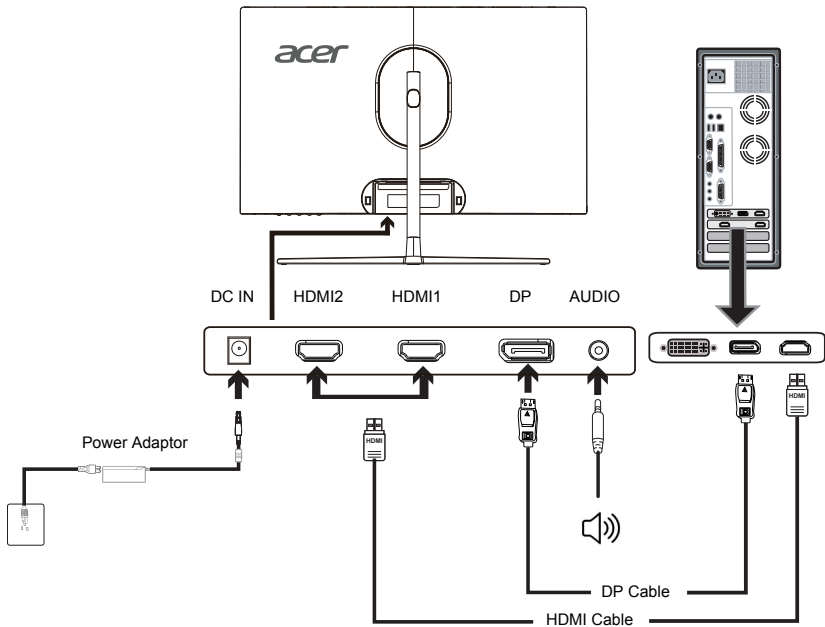 acer
DC IN HDMI2 HDMI1 DP AUDIO
HDMI
HDMI
Power Adaptor
DP Cable
HDMI Cable